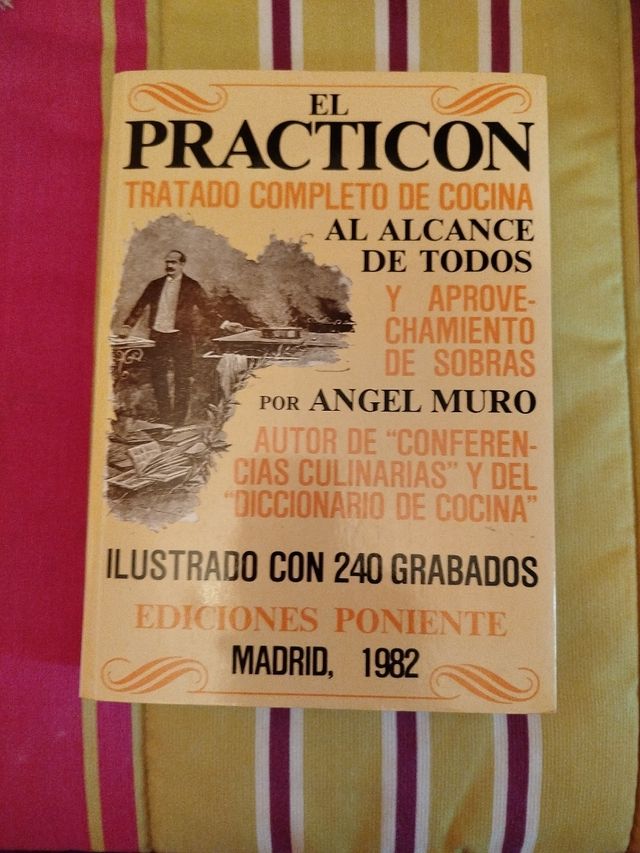 EL
PRACTICON
TRATADO COMPLETO DE COCINA
AL ALCANCE
DE TODOS
Y APROVE-
CHAMIENTO
DE SOBRAS
POR ANGEL MURO
AUTOR DE "CONFEREN-
CIAS CULINARIAS" Y DEL
"DICCIONARIO DE COCINA"
ILUSTRADO CON 240 GRABADOS
EDICIONES PONIENTE
MADRID, 1982